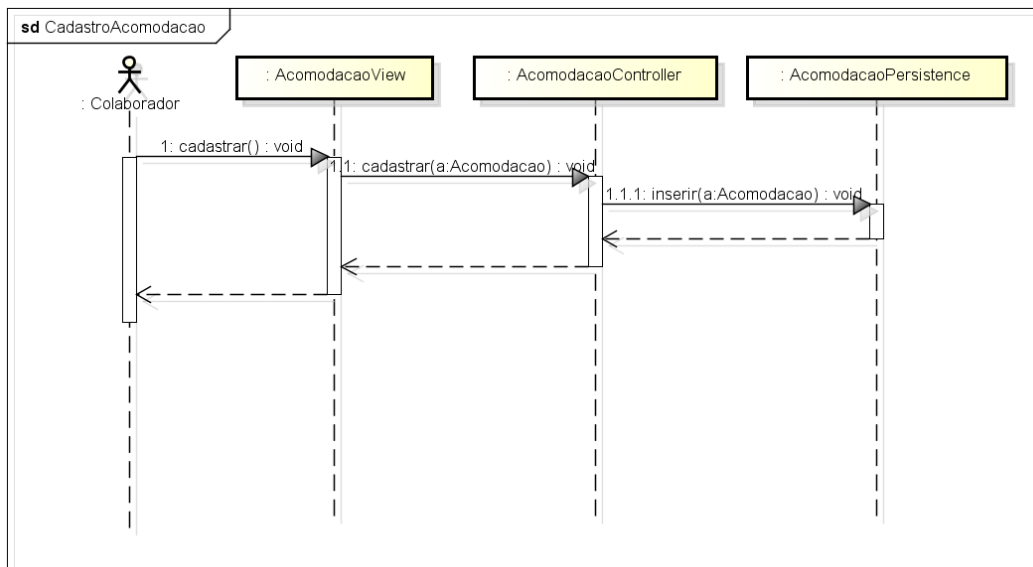 sd CadastroAcomodacao
: Colaborador
: AcomodacaoView
: AcomodacaoController
: AcomodacaoPersistence
1: cadastrar() : void
1.1: cadastrar(a:Acomodacao) : void
1.1.1: inserir(a:Acomodacao) : void